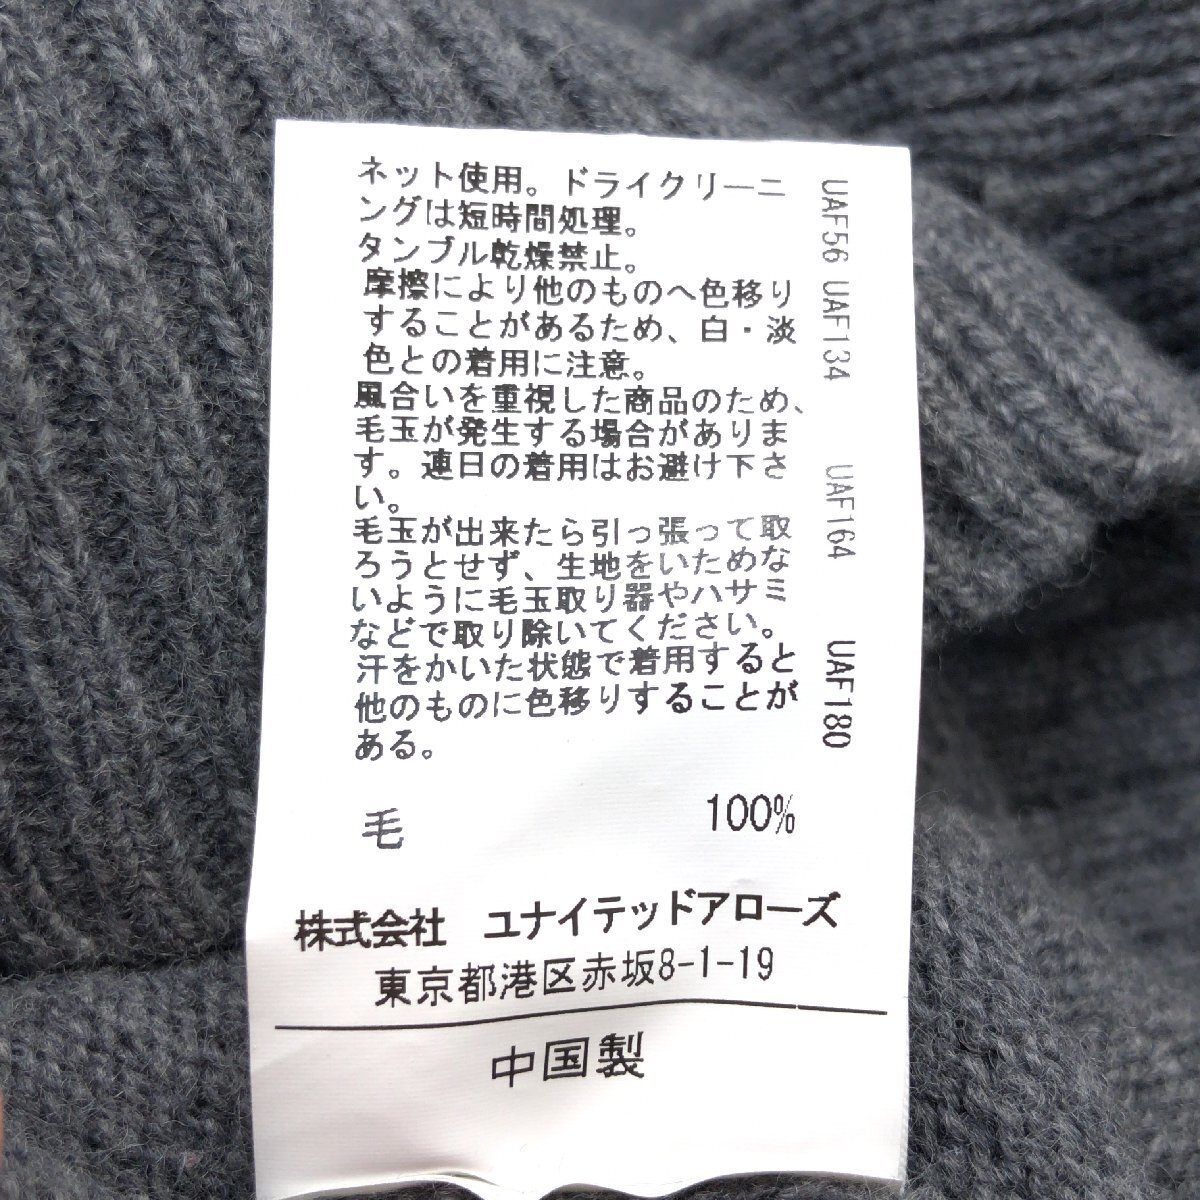 ネット使用。ドライクリーニ
ングは短時間処理。
タンブル乾燥禁止。
摩擦により他のものへ色移り
することがあるため、白・淡
色との着用に注意。
風合いを重視した商品のため、
毛玉が発生する場合がありま
す。連日の着用はお避け下さ
い。
毛玉が出来たら引っ張って取
ろうとせず、生地をいためな
いように毛玉取り器やハサミ
などで取り除いてください。
汗をかいた状態で着用すると
他のものに色移りすることが
ある。
毛 100%
株式会社 ユナイテッドアローズ
東京都港区赤坂8-1-19
中国製
UAF56 UAF134 UAF164 UAF180